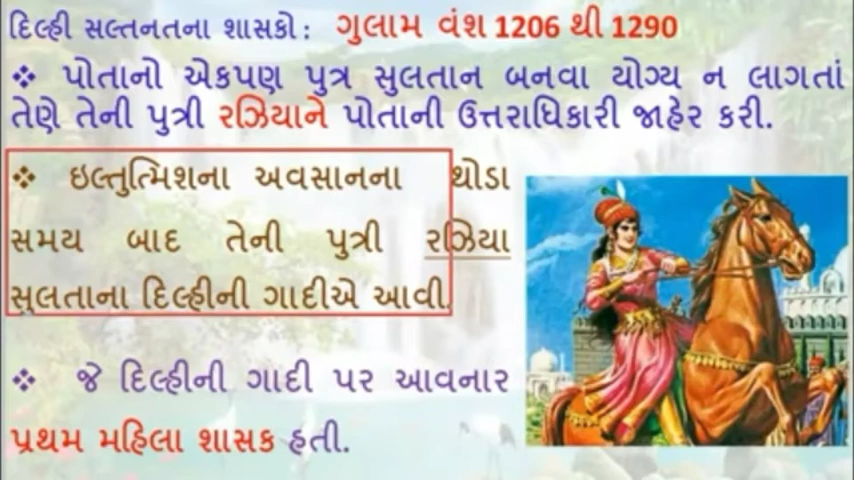 દિલ્હી સલ્તનતના શાસકો : ગુલામ વંશ 1206 થી 1290
❖ પોતાનો એકપણ પુત્ર સુલતાન બનવા યોગ્ય ન લાગતાં
તેણે તેની પુત્રી રઝિયાને પોતાની ઉત્તરાધિકારી જાહેર કરી.
❖ ઇલ્તુત્મિશના અવસાનના થોડા
સમય બાદ તેની પુત્રી રઝિયા
સુલતાના દિલ્હીની ગાદીએ આવી.
❖ જે દિલ્હીની ગાદી પર આવનાર
પ્રથમ મહિલા શાસક હતી.